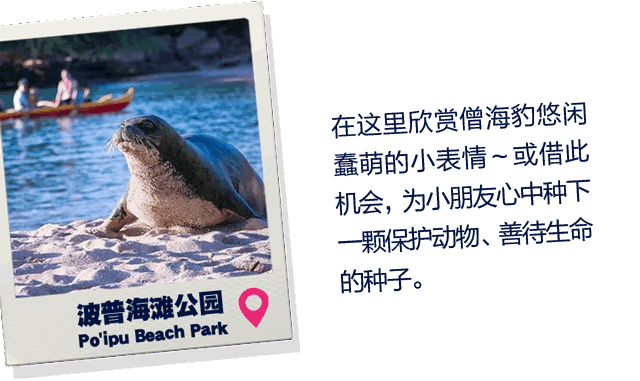 波普海滩公园
Po'ipu Beach Park
在这里欣赏僧海豹悠闲
蠢萌的小表情～或借此
机会，为小朋友心中种下
一颗保护动物、善待生命
的种子。